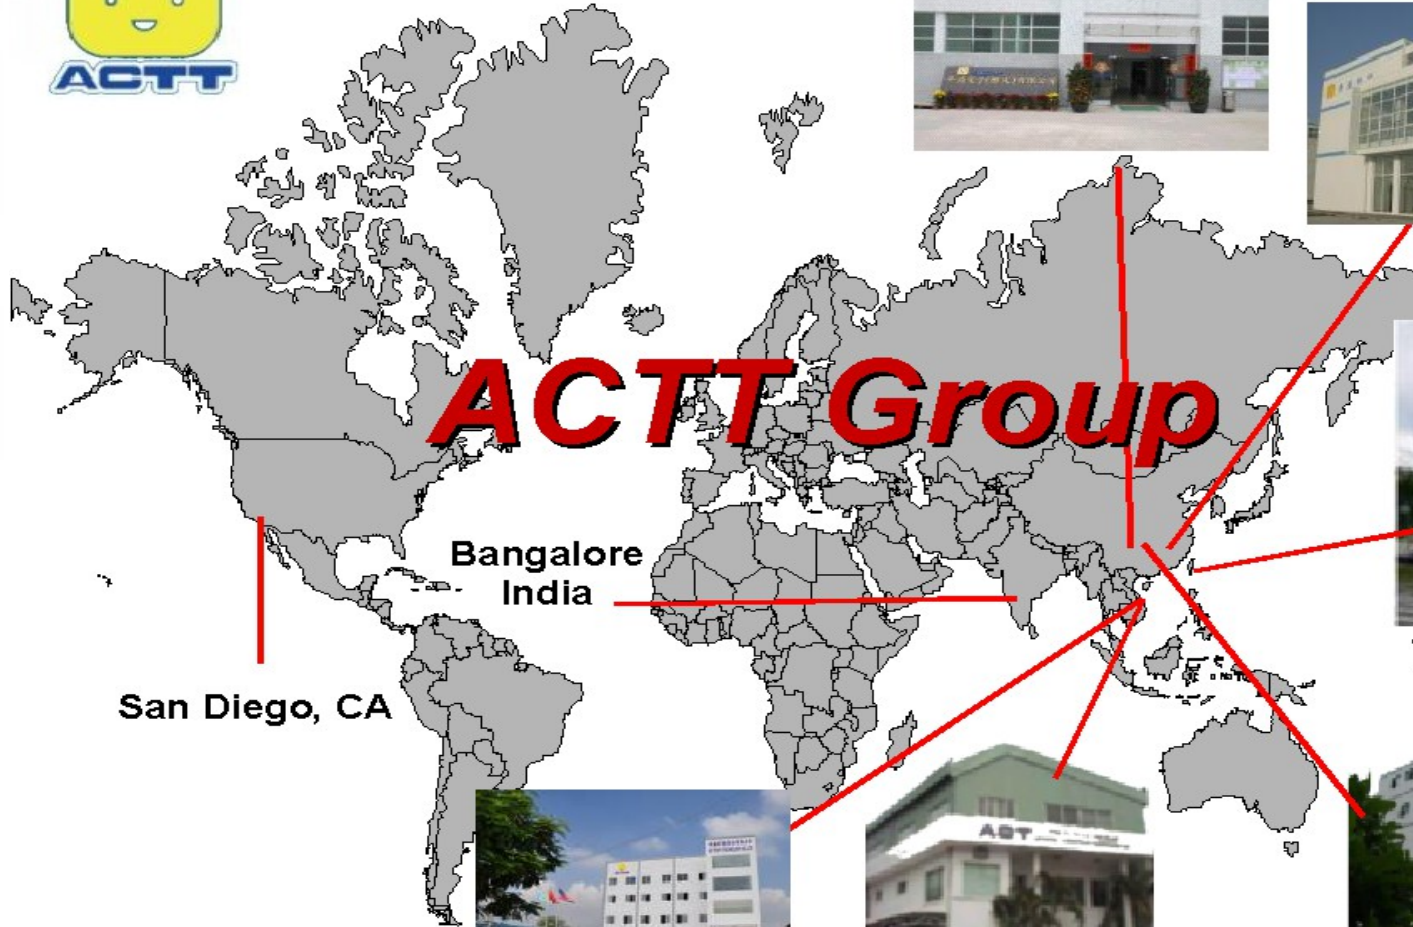 ACTT
ACTT Group
Bangalore
India
San Diego, CA
ACT